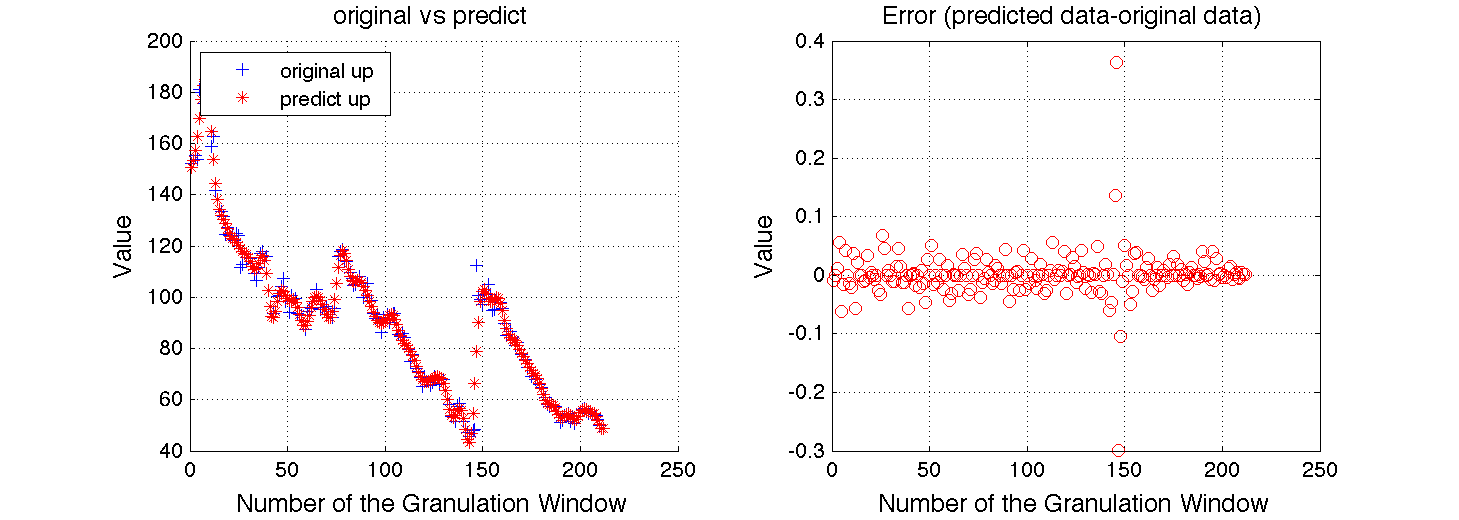 original vs predict
200
180
160
140
120
100
80
60
40
Value
original up
predict up
0 50 100 150 200 250
Number of the Granulation Window
Error (predicted data-original data)
0.4
0.3
0.2
0.1
0
-0.1
-0.2
-0.3
Value
0 50 100 150 200 250
Number of the Granulation Window